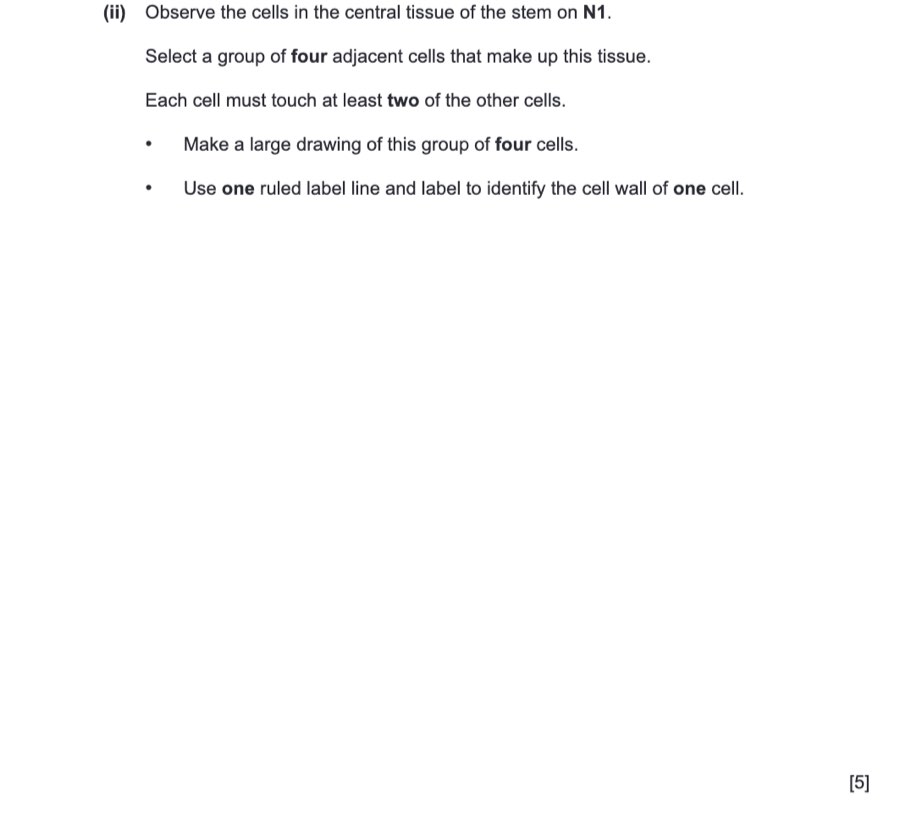 (ii) Observe the cells in the central tissue of the stem on N1.
Select a group of four adjacent cells that make up this tissue.
Each cell must touch at least two of the other cells.
• Make a large drawing of this group of four cells.
• Use one ruled label line and label to identify the cell wall of one cell.
[5]